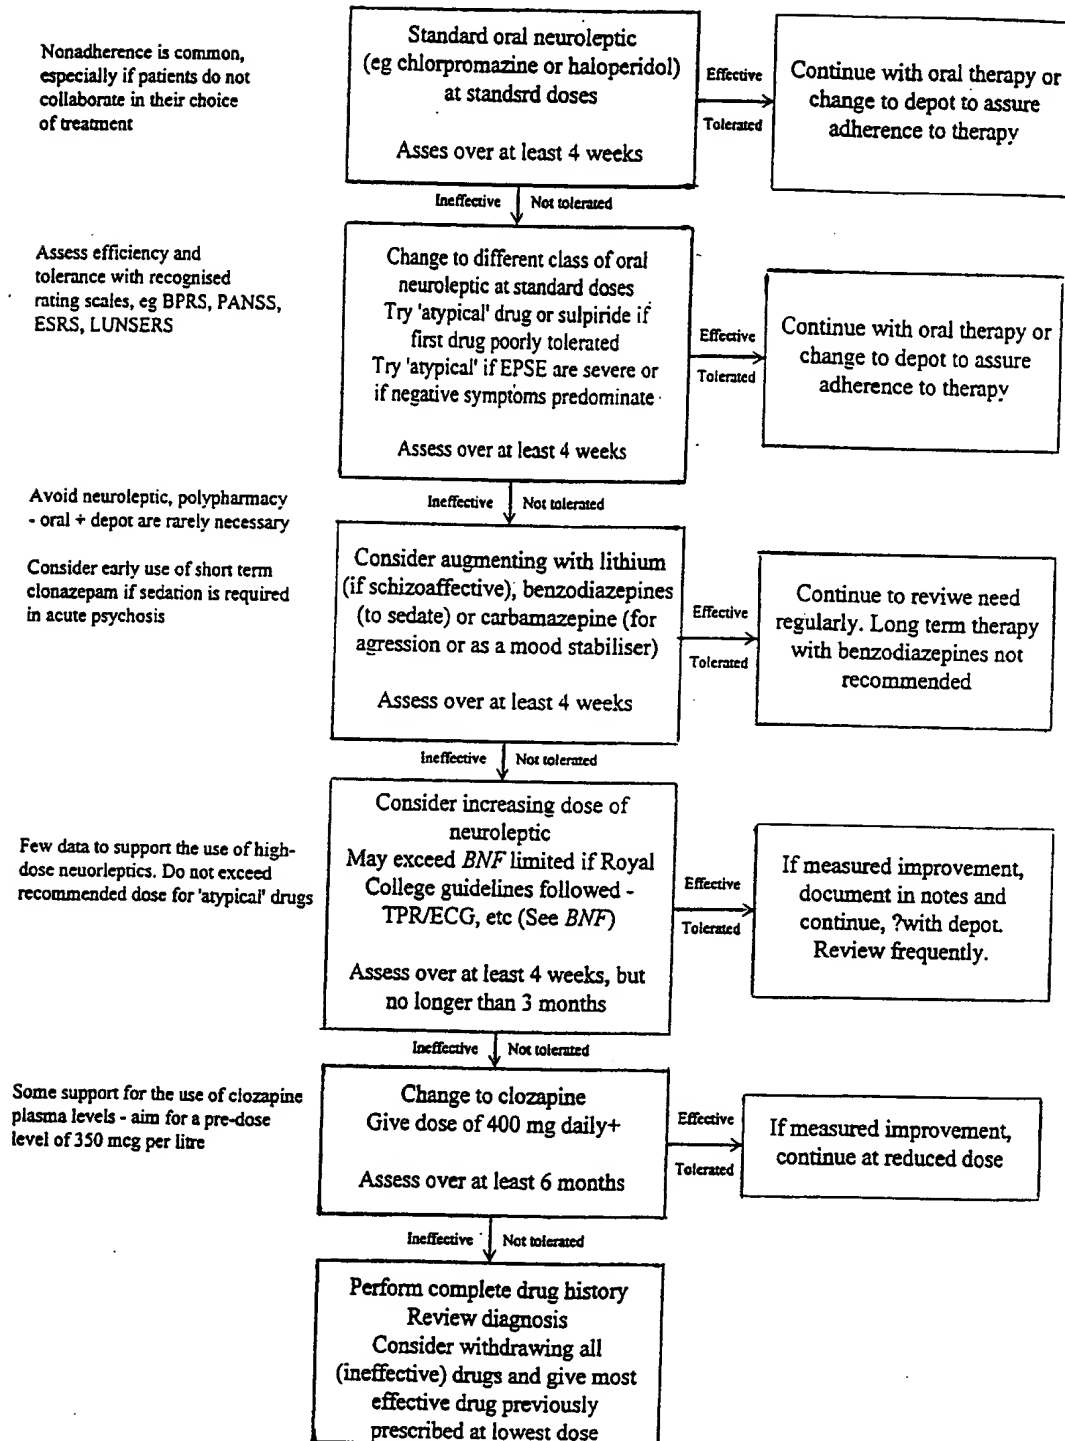 Nonadherence is common,
especially if patients do not
collaborate in their choice
of treatment
Standard oral neuroleptic
(eg chlorpromazine or haloperidol)
at standsrd doses
Asses over at least 4 weeks
Effective
Tolerated
Continue with oral therapy or
change to depot to assure
adherence to therapy
Ineffective
Not tolerated
Assess efficiency and
tolerance with recognised
rating scales, eg BPRS, PANSS,
ESRS, LUNSERS
Change to different class of oral
neuroleptic at standard doses
Try 'atypical' drug or sulpiride if
first drug poorly tolerated
Try 'atypical' if EPSE are severe or
if negative symptoms predominate
Assess over at least 4 weeks
Effective
Tolerated
Continue with oral therapy or
change to depot to assure
adherence to therapy
Ineffective
Not tolerated
Avoid neuroleptic, polypharmacy
- oral + depot are rarely necessary
Consider early use of short term
clonazepam if sedation is required
in acute psychosis
Consider augmenting with lithium
(if schizoaffective), benzodiazepines
(to sedate) or carbamazepine (for
agression or as a mood stabiliser)
Assess over at least 4 weeks
Effective
Tolerated
Continue to reviwe need
regularly. Long term therapy
with benzodiazepines not
recommended
Ineffective
Not tolerated
Few data to support the use of high-
dose neuorleptics. Do not exceed
recommended dose for 'atypical' drugs
Consider increasing dose of
neuroleptic
May exceed BNF limited if Royal
College guidelines followed -
TPR/ECG, etc (See BNF)
Assess over at least 4 weeks, but
no longer than 3 months
Effective
Tolerated
If measured improvement,
document in notes and
continue, ?with depot.
Review frequently.
Ineffective
Not tolerated
Some support for the use of clozapine
plasma levels - aim for a pre-dose
level of 350 mcg per litre
Change to clozapine
Give dose of 400 mg daily+
Assess over at least 6 months
Effective
Tolerated
If measured improvement,
continue at reduced dose
Ineffective
Not tolerated
Perform complete drug history
Review diagnosis
Consider withdrawing all
(ineffective) drugs and give most
effective drug previously
prescribed at lowest dose